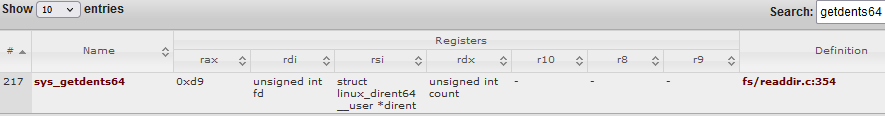 Show 10 entries
Search: getdents64
Registers
# Name Definition
rax rdi rsi rdx r10 r8 r9
217 sys_getdents64 0xd9 unsigned int struct unsigned int - - - fs/readdir.c:354
fd linux_dirent64 count
__user *dirent